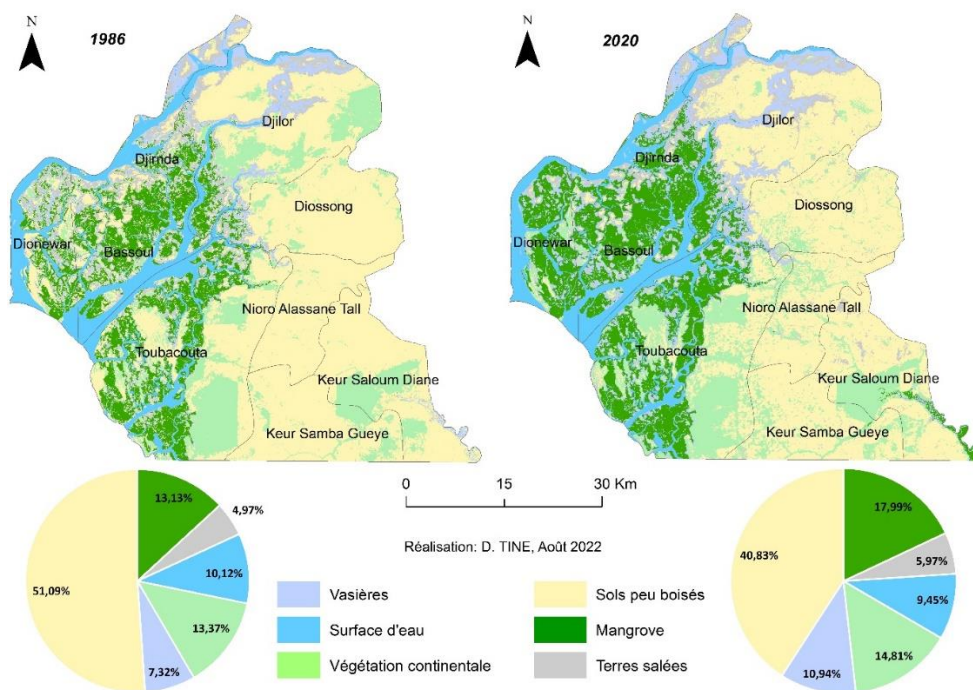 N
1986
Djilor
Djirnda
Diossong
Dionewar
Bassoul
Nioro Alassane Tall
Toubacouta
Keur Saloum Diane
Keur Samba Gueye
N
2020
Djilor
Djirnda
Diossong
Dionewar
Bassoul
Nioro Alassane Tall
Toubacouta
Keur Saloum Diane
Keur Samba Gueye
13,13%
4,97%
10,12%
13,37%
7,32%
51,09%
0 15 30 Km
Réalisation: D. TINE, Août 2022
Vasières
Surface d'eau
Végétation continentale
Sols peu boisés
Mangrove
Terres salées
17,99%
5,97%
9,45%
14,81%
10,94%
40,83%